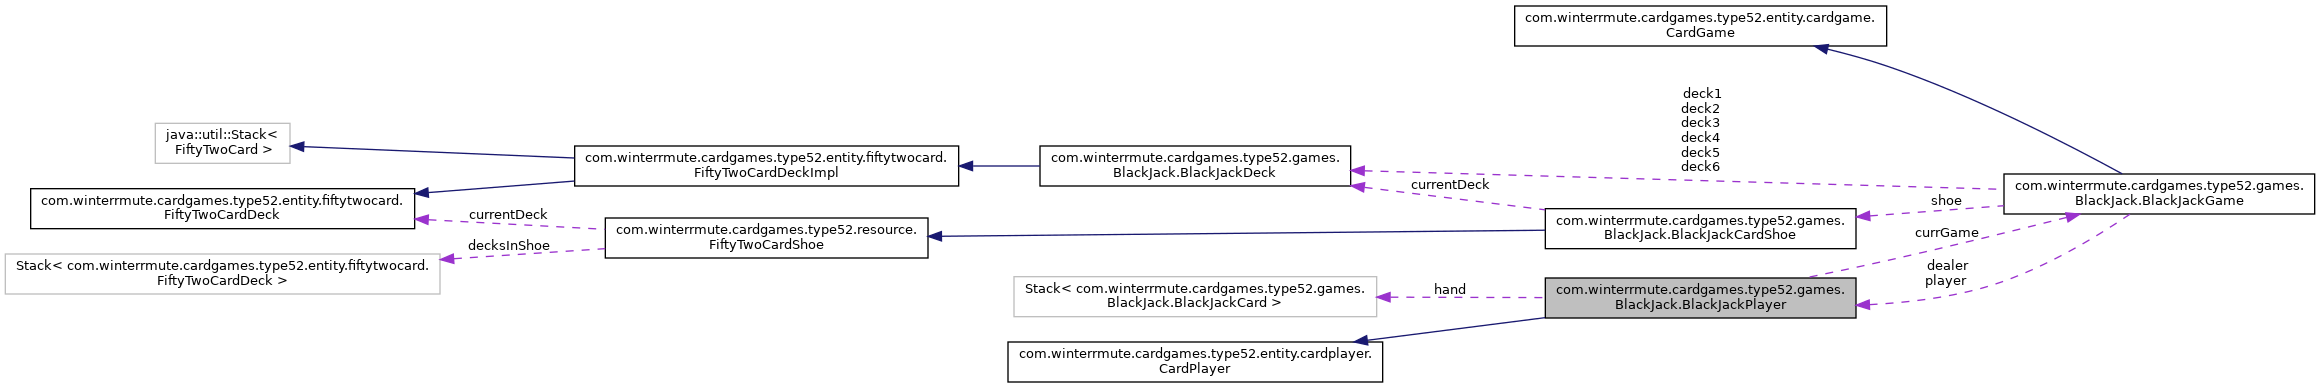 com.winterrmute.cardgames.type52.entity.cardgame.
CardGame
deck1
deck2
deck3
deck4
deck5
deck6
java::util::Stack<
FiftyTwoCard >
com.winterrmute.cardgames.type52.entity.fiftytwocard.
FiftyTwoCardDeckImpl
com.winterrmute.cardgames.type52.games.
BlackJack.BlackJackDeck
com.winterrmute.cardgames.type52.games.
BlackJack.BlackJackGame
currentDeck
com.winterrmute.cardgames.type52.entity.fiftytwocard.
FiftyTwoCardDeck
currentDeck
com.winterrmute.cardgames.type52.resource.
FiftyTwoCardShoe
com.winterrmute.cardgames.type52.games.
BlackJack.BlackJackCardShoe
shoe
currGame
decksInShoe
Stack< com.winterrmute.cardgames.type52.entity.fiftytwocard.
FiftyTwoCardDeck >
dealer
player
Stack< com.winterrmute.cardgames.type52.games.
BlackJack.BlackJackCard >
hand
com.winterrmute.cardgames.type52.games.
BlackJack.BlackJackPlayer
com.winterrmute.cardgames.type52.entity.cardplayer.
CardPlayer